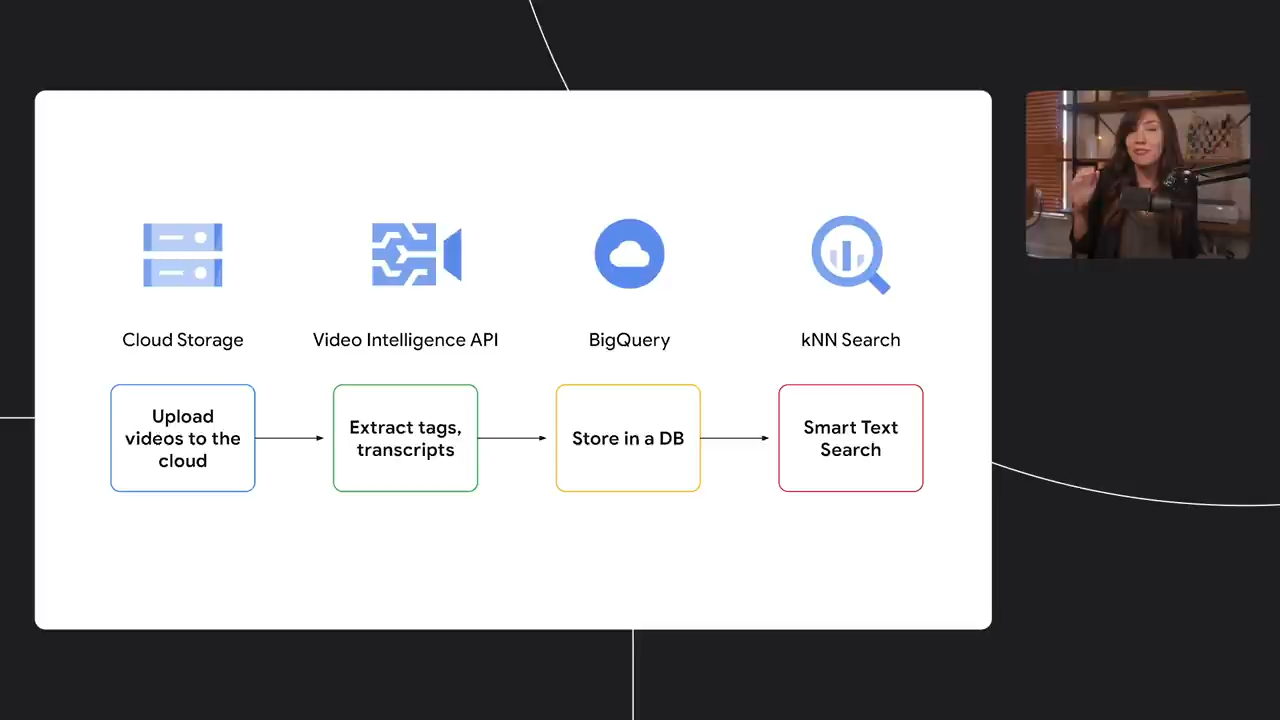 Cloud Storage
Video Intelligence API
BigQuery
kNN Search
Upload
videos to the
cloud
Extract tags,
transcripts
Store in a DB
Smart Text
Search